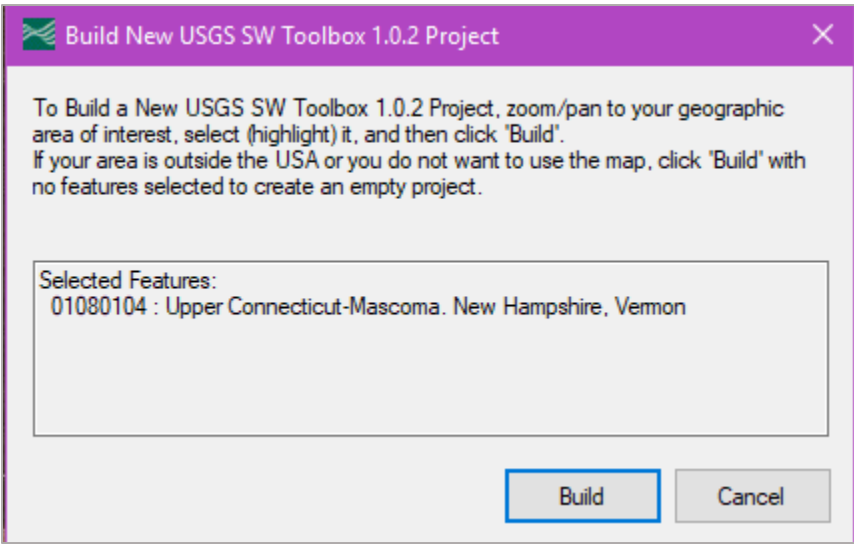 Build New USGS SW Toolbox 1.0.2 Project
To Build a New USGS SW Toolbox 1.0.2 Project, zoom/pan to your geographic
area of interest, select (highlight) it, and then click 'Build'.
If your area is outside the USA or you do not want to use the map, click 'Build' with
no features selected to create an empty project.
Selected Features:
01080104 : Upper Connecticut-Mascoma. New Hampshire, Vermon
Build
Cancel